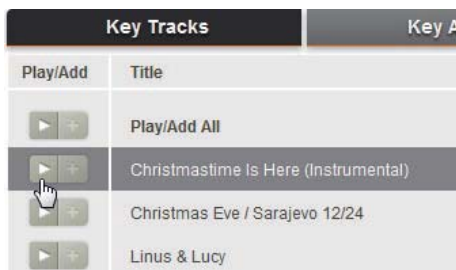 Key Tracks Key A
Play/Add Title
Play/Add All
Christmastime Is Here (Instrumental)
Christmas Eve / Sarajevo 12/24
Linus & Lucy